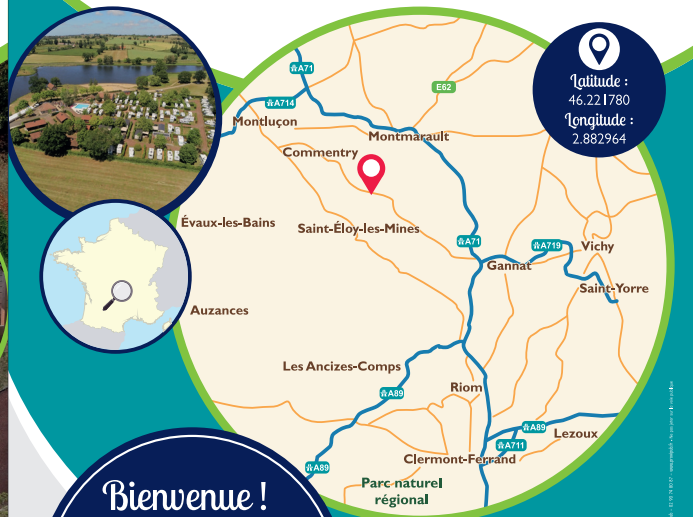 Latitude :
46.221780
Longitude :
2.882964
A71
E62
A714
Montluçon
Montmarault
Commentry
Évaux-les-Bains
Saint-Éloy-les-Mines
A71
A719
Vichy
Gannat
Saint-Yorre
Auzances
Les Ancizes-Comps
Riom
A89
A89
Lezoux
A711
Clermont-Ferrand
A89
Parc naturel
régional
Bienvenue !